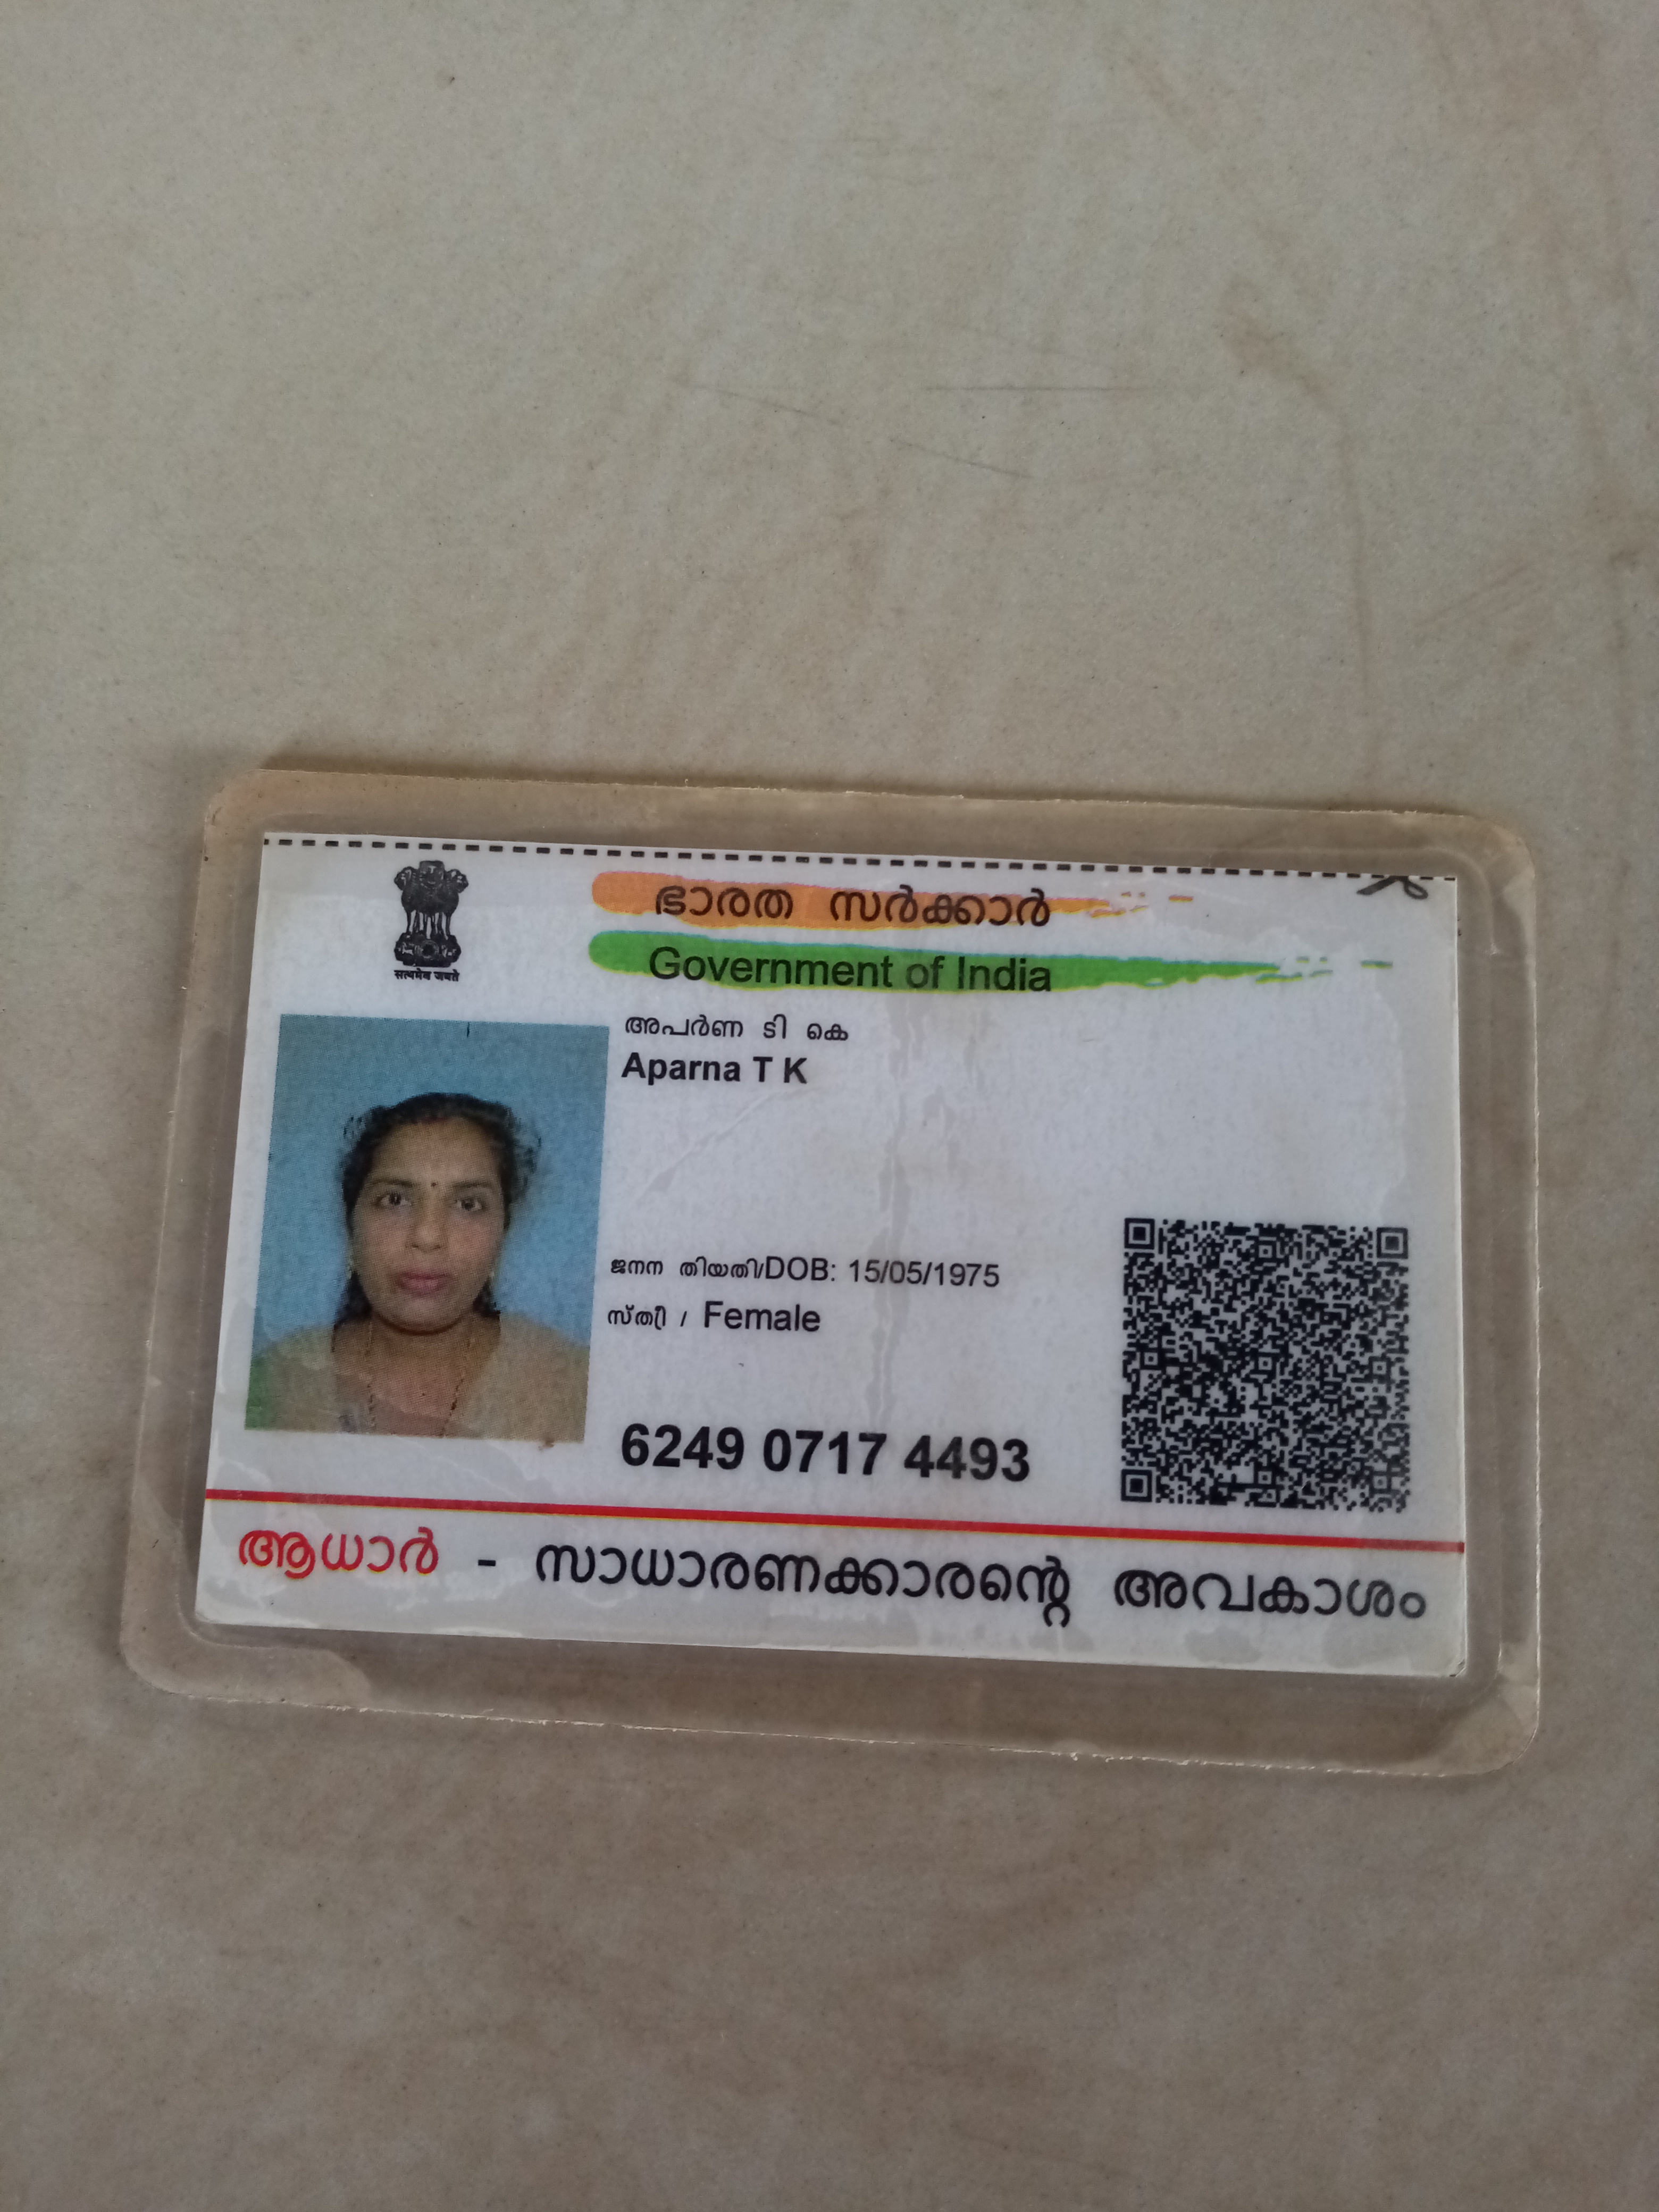 सत्यमेव जयते
ഭാരത സർക്കാർ
Government of India
അപർണ ടി കെ
Aparna T K
ജനന തിയതി/DOB: 15/05/1975
സ്ത്രീ / Female
6249 0717 4493
ആധാർ - സാധാരണക്കാരന്റെ അവകാശം